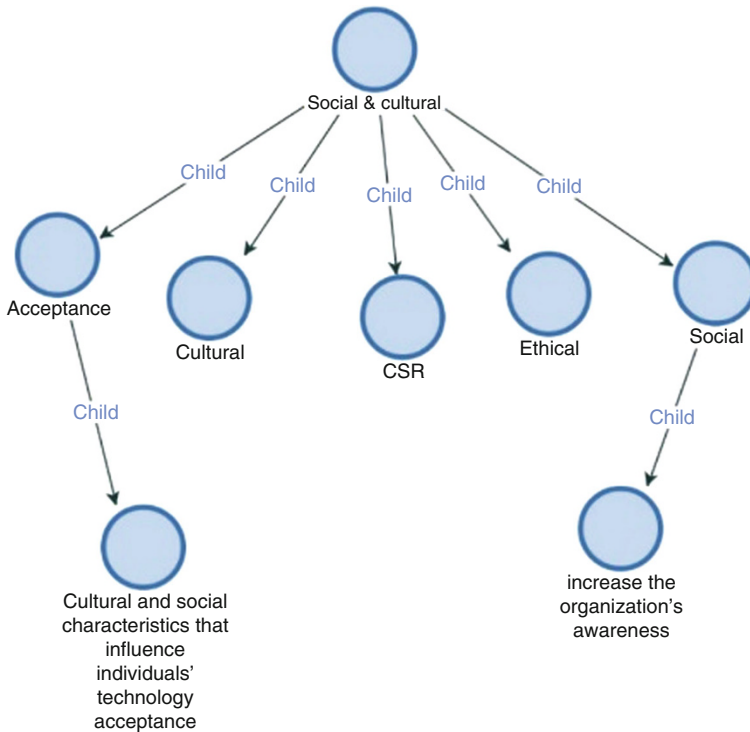 Social & cultural
Child
Child
Child
Child
Child
Acceptance
Cultural
CSR
Ethical
Social
Child
Child
Cultural and social
characteristics that
influence
individuals’
technology
acceptance
increase the
organization’s
awareness